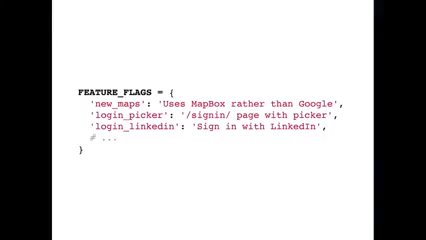 FEATURE_FLAGS = {
  'new_maps': 'Uses MapBox rather than Google',
  'login_picker': '/signin/ page with picker',
  'login_linkedin': 'Sign in with LinkedIn',
  # ...
}